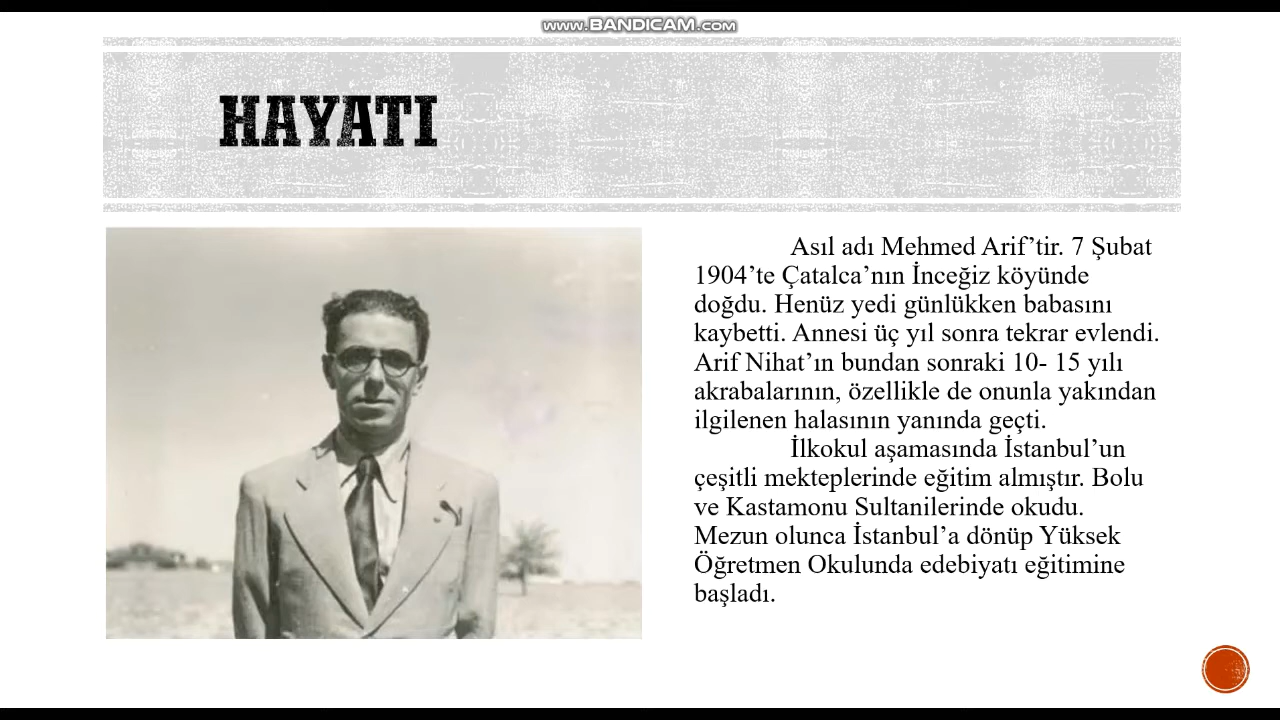 www.BANDICAM.com
HAYATI
Asıl adı Mehmed Arif’tir. 7 Şubat
1904’te Çatalca’nın İnceğiz köyünde
doğdu. Henüz yedi günlükken babasını
kaybetti. Annesi üç yıl sonra tekrar evlendi.
Arif Nihat’ın bundan sonraki 10- 15 yılı
akrabalarının, özellikle de onunla yakından
ilgilenen halasının yanında geçti.
İlkokul aşamasında İstanbul’un
çeşitli mekteplerinde eğitim almıştır. Bolu
ve Kastamonu Sultanilerinde okudu.
Mezun olunca İstanbul’a dönüp Yüksek
Öğretmen Okulunda edebiyatı eğitimine
başladı.